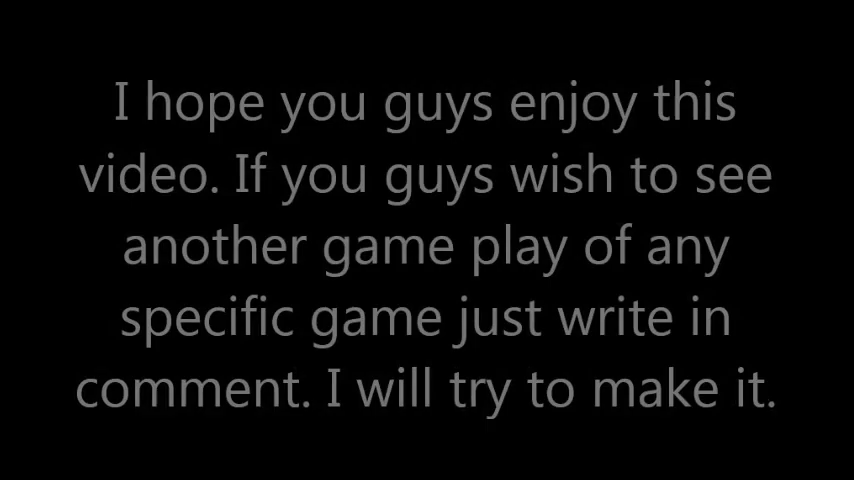 I hope you guys enjoy this
video. If you guys wish to see
another game play of any
specific game just write in
comment. I will try to make it.